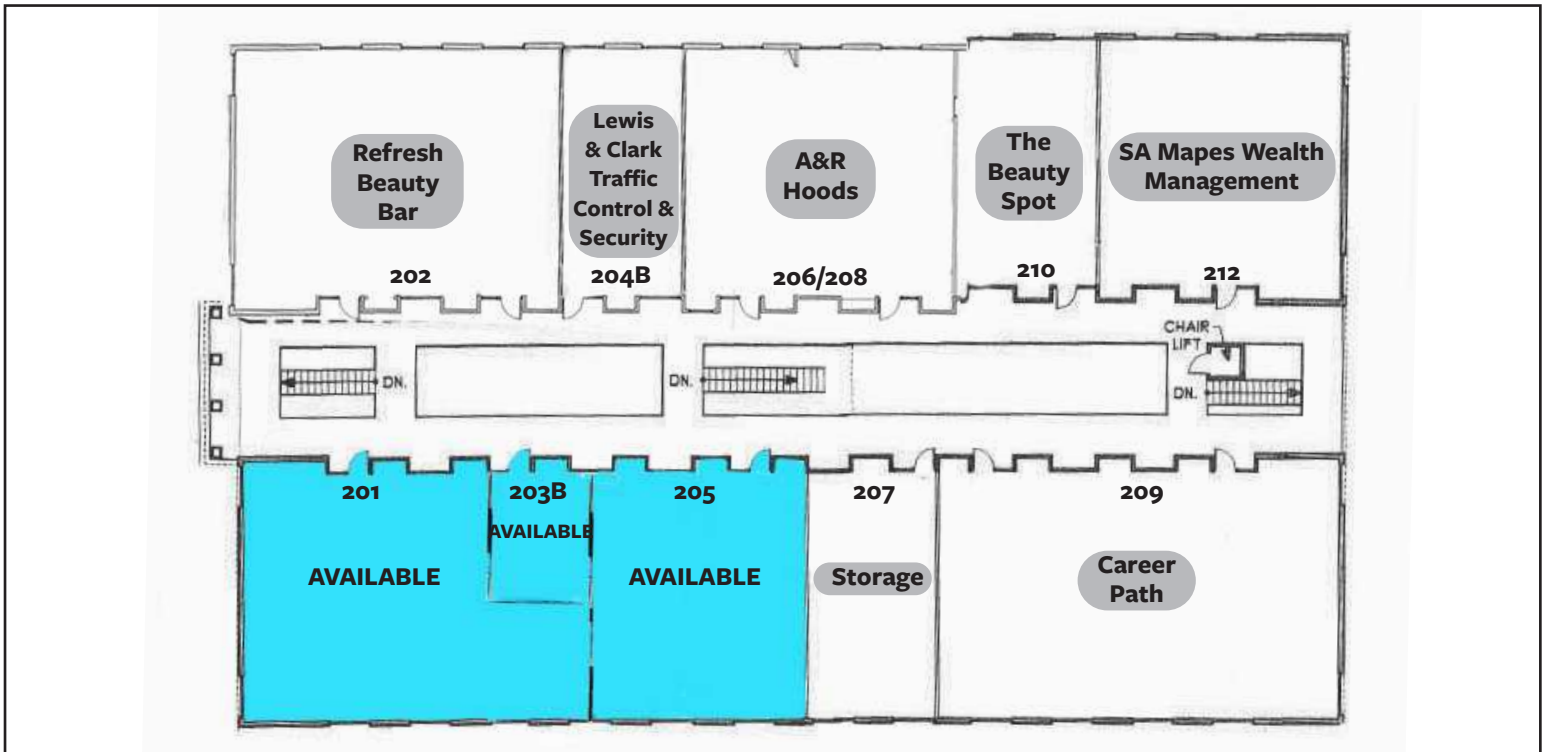 Refresh
Beauty
Bar
202
Lewis
& Clark
Traffic
Control &
Security
204B
A&R
Hoods
206/208
The
Beauty
Spot
210
SA Mapes Wealth
Management
212
CHAIR
LIFT
DN.
DN.
DN.
201
AVAILABLE
203B
AVAILABLE
205
AVAILABLE
207
Storage
209
Career
Path